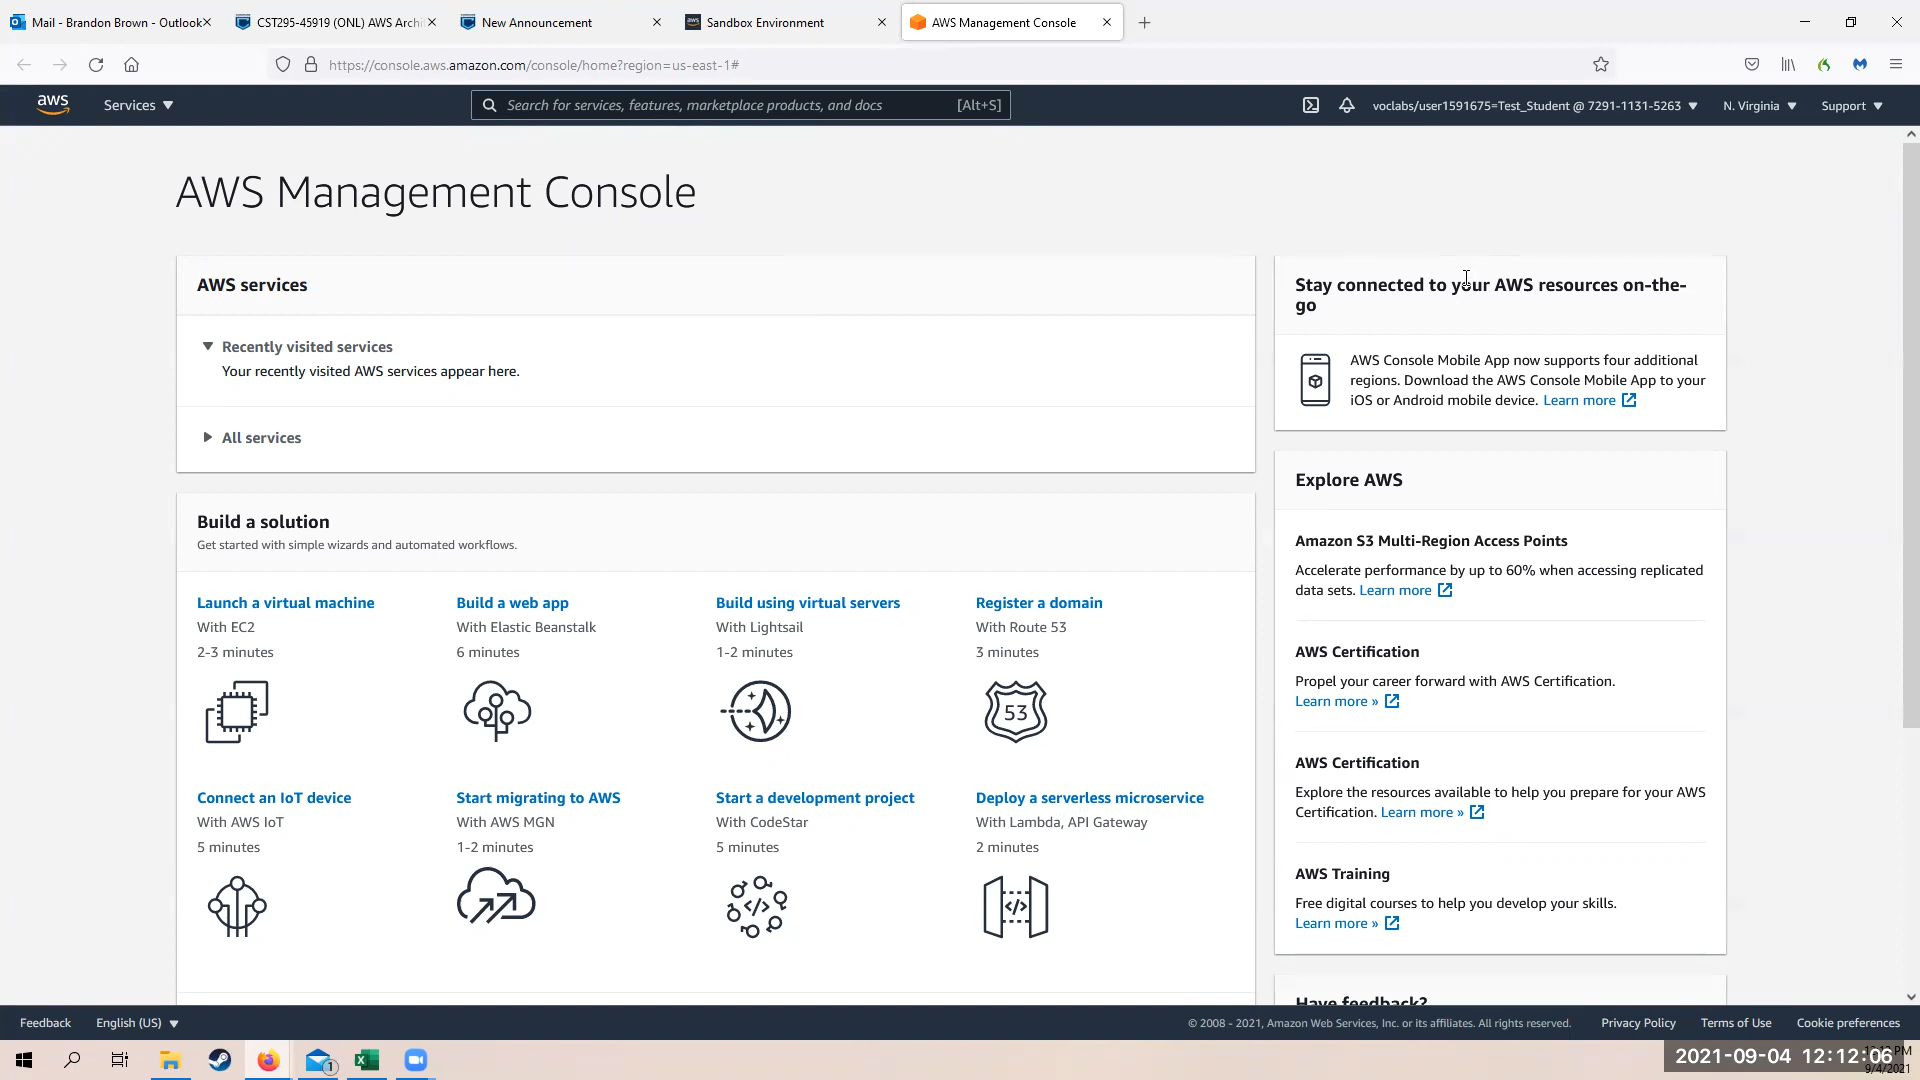 Mail - Brandon Brown - Outlook
CST295-45919 (ONL) AWS Archi
New Announcement
Sandbox Environment
AWS Management Console
https://console.aws.amazon.com/console/home?region=us-east-1#
aws
Services
Search for services, features, marketplace products, and docs
[Alt+S]
voclabs/user1591675=Test_Student @ 7291-1131-5263
N. Virginia
Support
AWS Management Console
AWS services
Recently visited services
Your recently visited AWS services appear here.
All services
Build a solution
Get started with simple wizards and automated workflows.
Launch a virtual machine
With EC2
2-3 minutes
Build a web app
With Elastic Beanstalk
6 minutes
Build using virtual servers
With Lightsail
1-2 minutes
Register a domain
With Route 53
3 minutes
53
Connect an IoT device
With AWS IoT
5 minutes
Start migrating to AWS
With AWS MGN
1-2 minutes
Start a development project
With CodeStar
5 minutes
</>
Deploy a serverless microservice
With Lambda, API Gateway
2 minutes
</>
Stay connected to your AWS resources on-the-
go
AWS Console Mobile App now supports four additional
regions. Download the AWS Console Mobile App to your
iOS or Android mobile device. Learn more
Explore AWS
Amazon S3 Multi-Region Access Points
Accelerate performance by up to 60% when accessing replicated
data sets. Learn more
AWS Certification
Propel your career forward with AWS Certification.
Learn more »
AWS Certification
Explore the resources available to help you prepare for your AWS
Certification. Learn more »
AWS Training
Free digital courses to help you develop your skills.
Learn more »
Have feedback?
Feedback
English (US)
© 2008 - 2021, Amazon Web Services, Inc. or its affiliates. All rights reserved.
Privacy Policy
Terms of Use
Cookie preferences
1
2021-09-04 12:12:06
PM
9/4/2021